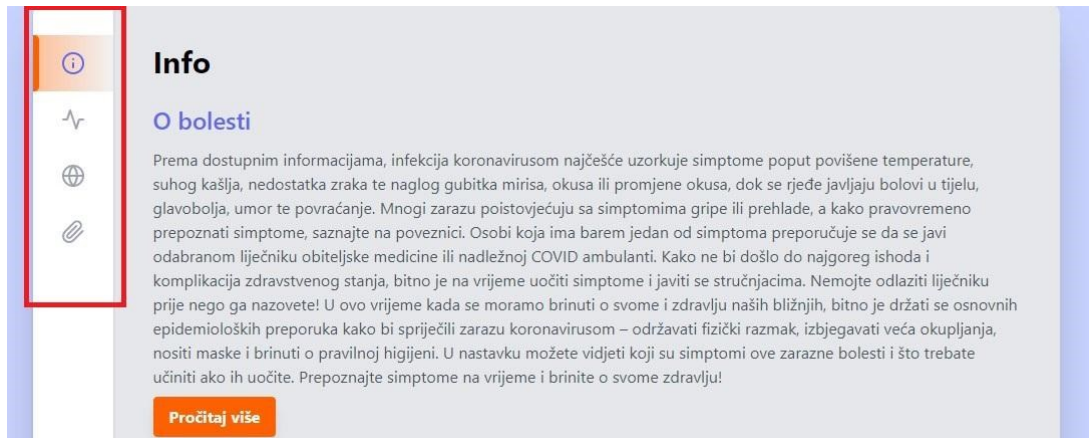 Info
O bolesti
Prema dostupnim informacijama, infekcija koronavirusom najčešće uzorkuje simptome poput povišene temperature,
suhog kašlja, nedostatka zraka te naglog gubitka mirisa, okusa ili promjene okusa, dok se rjeđe javljaju bolovi u tijelu,
glavobolja, umor te povraćanje. Mnogi zarazu poistovjećuju sa simptomima gripe ili prehlade, a kako pravovremeno
prepoznati simptome, saznajte na poveznici. Osobi koja ima barem jedan od simptoma preporučuje se da se javi
odabranom liječniku obiteljske medicine ili nadležnoj COVID ambulanti. Kako ne bi došlo do najgoreg ishoda i
komplikacija zdravstvenog stanja, bitno je na vrijeme uočiti simptome i javiti se stručnjacima. Nemojte odlaziti liječniku
prije nego ga nazovete! U ovo vrijeme kada se moramo brinuti o svome i zdravlju naših bližnjih, bitno je držati se osnovnih
epidemioloških preporuka kako bi spriječili zarazu koronavirusom – održavati fizički razmak, izbjegavati veća okupljanja,
nositi maske i brinuti o pravilnoj higijeni. U nastavku možete vidjeti koji su simptomi ove zarazne bolesti i što trebate
učiniti ako ih uočite. Prepoznajte simptome na vrijeme i brinite o svome zdravlju!
Pročitaj više